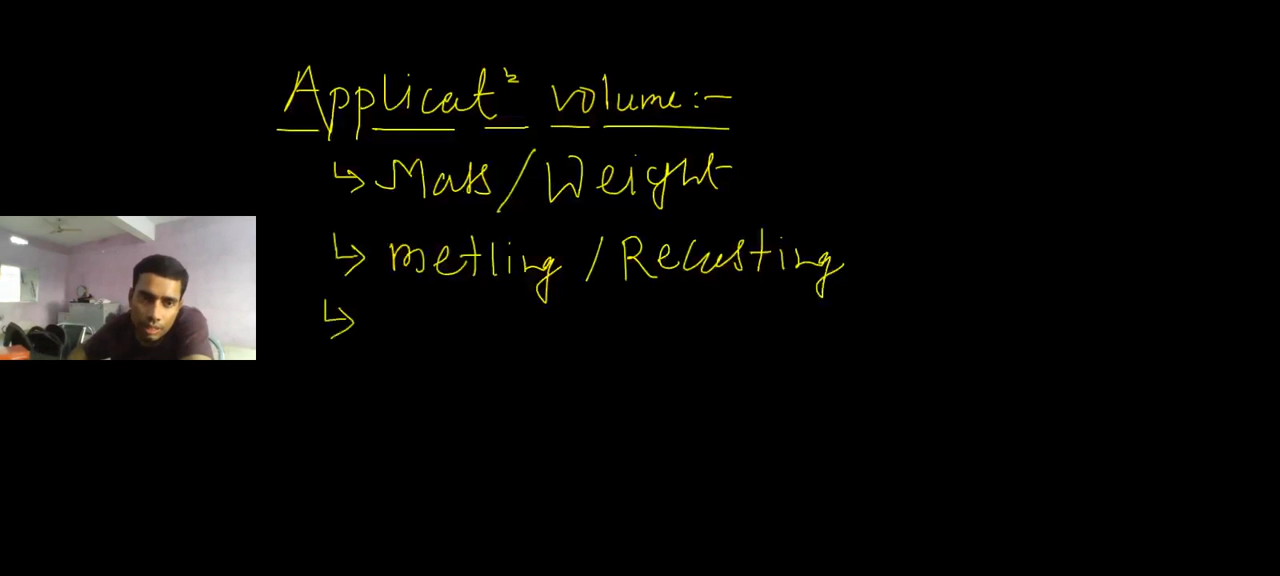 Applicatⁿ volume:-
↳ Mass/Weight
↳ metling / Recasting
↳